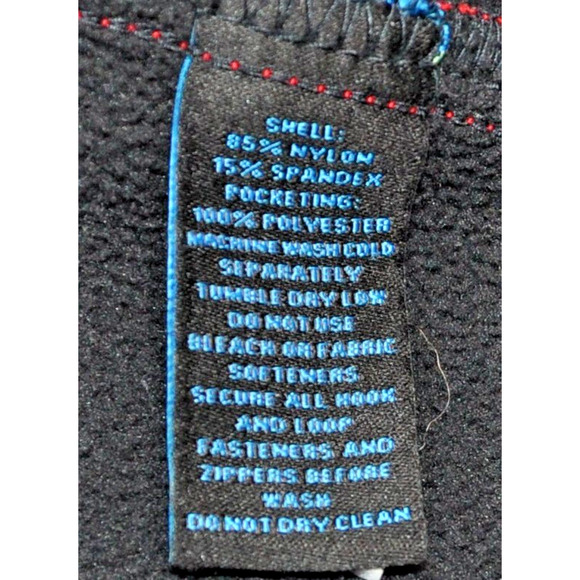 SHELL:
85% NYLON
15% SPANDEX
POCKETING:
100% POLYESTER
MACHINE WASH COLD
SEPARATELY
TUMBLE DRY LOW
DO NOT USE
BLEACH OR FABRIC
SOFTENERS
SECURE ALL HOOK
AND LOOP
FASTENERS AND
ZIPPERS BEFORE
WASH
DO NOT DRY CLEAN